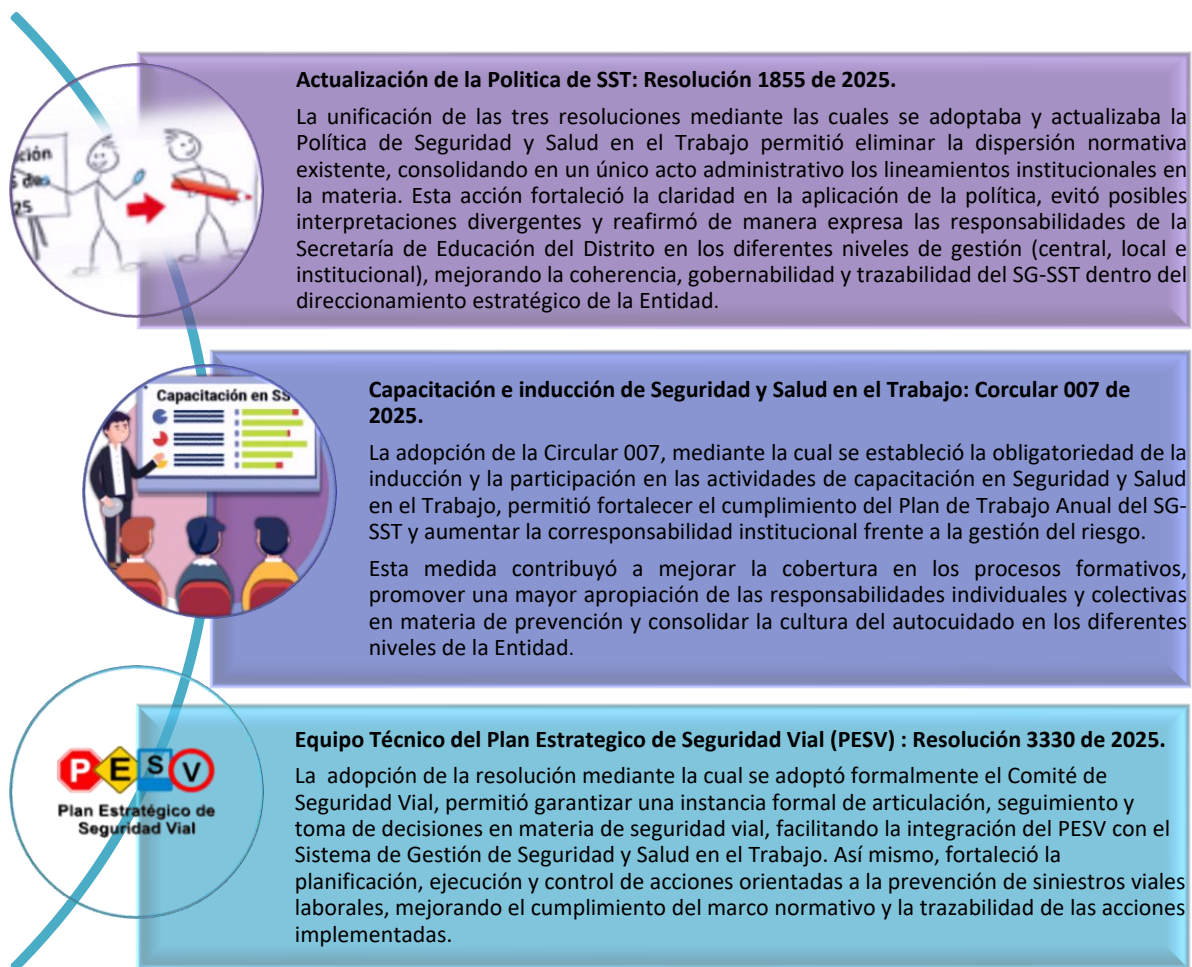 Actualización de la Politica de SST: Resolución 1855 de 2025.
La unificación de las tres resoluciones mediante las cuales se adoptaba y actualizaba la
Política de Seguridad y Salud en el Trabajo permitió eliminar la dispersión normativa
existente, consolidando en un único acto administrativo los lineamientos institucionales en
la materia. Esta acción fortaleció la claridad en la aplicación de la política, evitó posibles
interpretaciones divergentes y reafirmó de manera expresa las responsabilidades de la
Secretaría de Educación del Distrito en los diferentes niveles de gestión (central, local e
institucional), mejorando la coherencia, gobernabilidad y trazabilidad del SG-SST dentro del
direccionamiento estratégico de la Entidad.
Capacitación en SS
Capacitación e inducción de Seguridad y Salud en el Trabajo: Corcular 007 de
2025.
La adopción de la Circular 007, mediante la cual se estableció la obligatoriedad de la
inducción y la participación en las actividades de capacitación en Seguridad y Salud
en el Trabajo, permitió fortalecer el cumplimiento del Plan de Trabajo Anual del SG-
SST y aumentar la corresponsabilidad institucional frente a la gestión del riesgo.
Esta medida contribuyó a mejorar la cobertura en los procesos formativos,
promover una mayor apropiación de las responsabilidades individuales y colectivas
en materia de prevención y consolidar la cultura del autocuidado en los diferentes
niveles de la Entidad.
PESV
Plan Estratégico de
Seguridad Vial
Equipo Técnico del Plan Estrategico de Seguridad Vial (PESV) : Resolución 3330 de 2025.
La adopción de la resolución mediante la cual se adoptó formalmente el Comité de
Seguridad Vial, permitió garantizar una instancia formal de articulación, seguimiento y
toma de decisiones en materia de seguridad vial, facilitando la integración del PESV con el
Sistema de Gestión de Seguridad y Salud en el Trabajo. Así mismo, fortaleció la
planificación, ejecución y control de acciones orientadas a la prevención de siniestros viales
laborales, mejorando el cumplimiento del marco normativo y la trazabilidad de las acciones
implementadas.